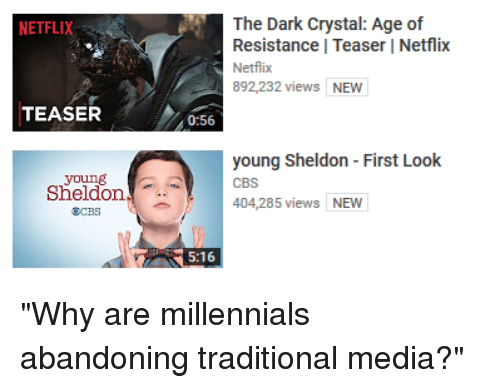 NETFLIX
TEASER
0:56
The Dark Crystal: Age of
Resistance | Teaser | Netflix
Netflix
892,232 views NEW
young
Sheldon
CBS
5:16
young Sheldon - First Look
CBS
404,285 views NEW
"Why are millennials
abandoning traditional media?"